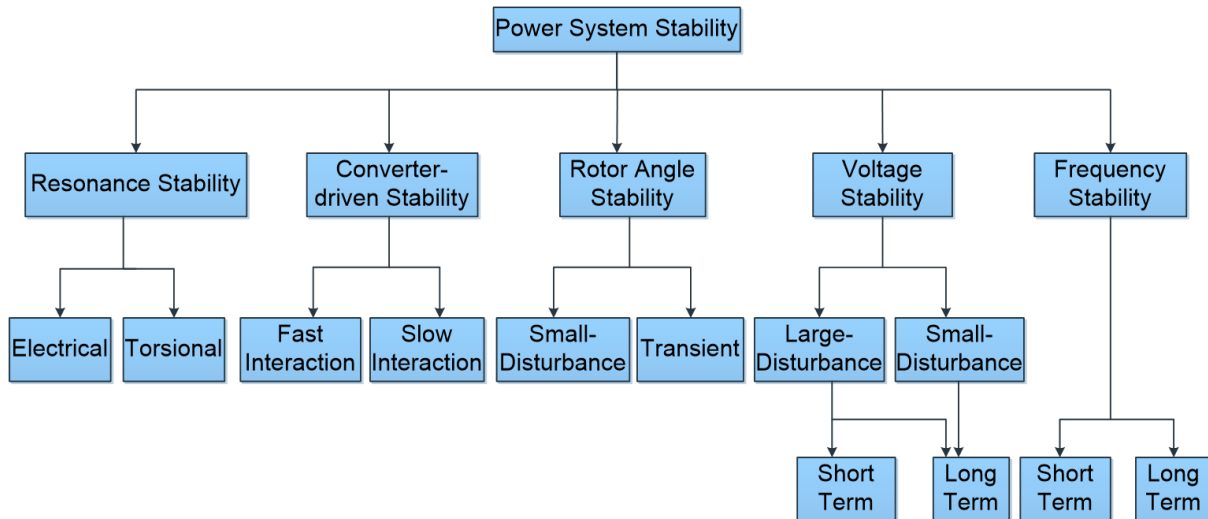 Power System Stability
Resonance Stability
Converter-
driven Stability
Rotor Angle
Stability
Voltage
Stability
Frequency
Stability
Electrical
Torsional
Fast
Interaction
Slow
Interaction
Small-
Disturbance
Transient
Large-
Disturbance
Small-
Disturbance
Short
Term
Long
Term
Short
Term
Long
Term